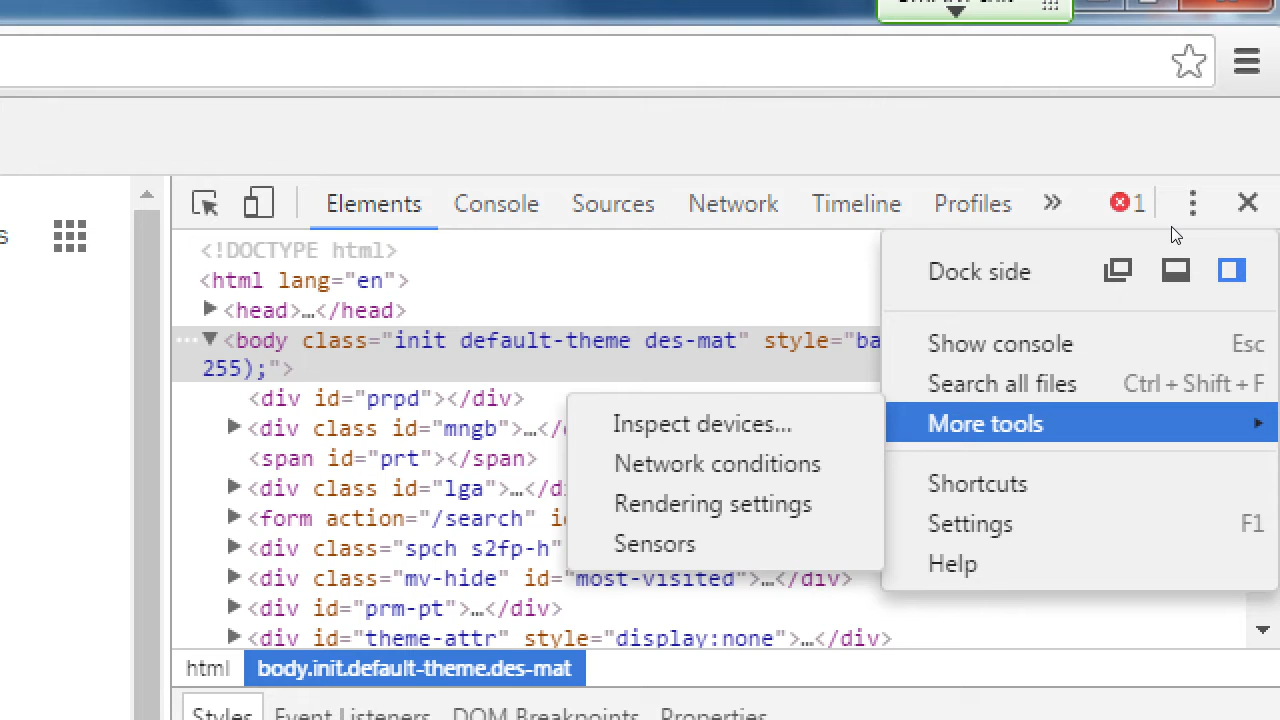 s
Elements Console Sources Network Timeline Profiles » 1
<!DOCTYPE html>
<html lang="en">
<head>…</head>
<body class="init default-theme des-mat" style="ba
255);">
<div id="prpd"></div>
<div class id="mngb">…</
<span id="prt"></span>
<div class id="lga">…</d
<form action="/search" i
<div class="spch s2fp-h"
<div class="mv-hide" id="most-visited">…</div>
<div id="prm-pt">…</div>
<div id="theme-attr" style="display:none">…</div>
Dock side
Show console Esc
Search all files Ctrl + Shift + F
More tools
Shortcuts
Settings F1
Help
Inspect devices...
Network conditions
Rendering settings
Sensors
html body.init.default-theme.des-mat
Styles Event Listeners DOM Breakpoints Properties